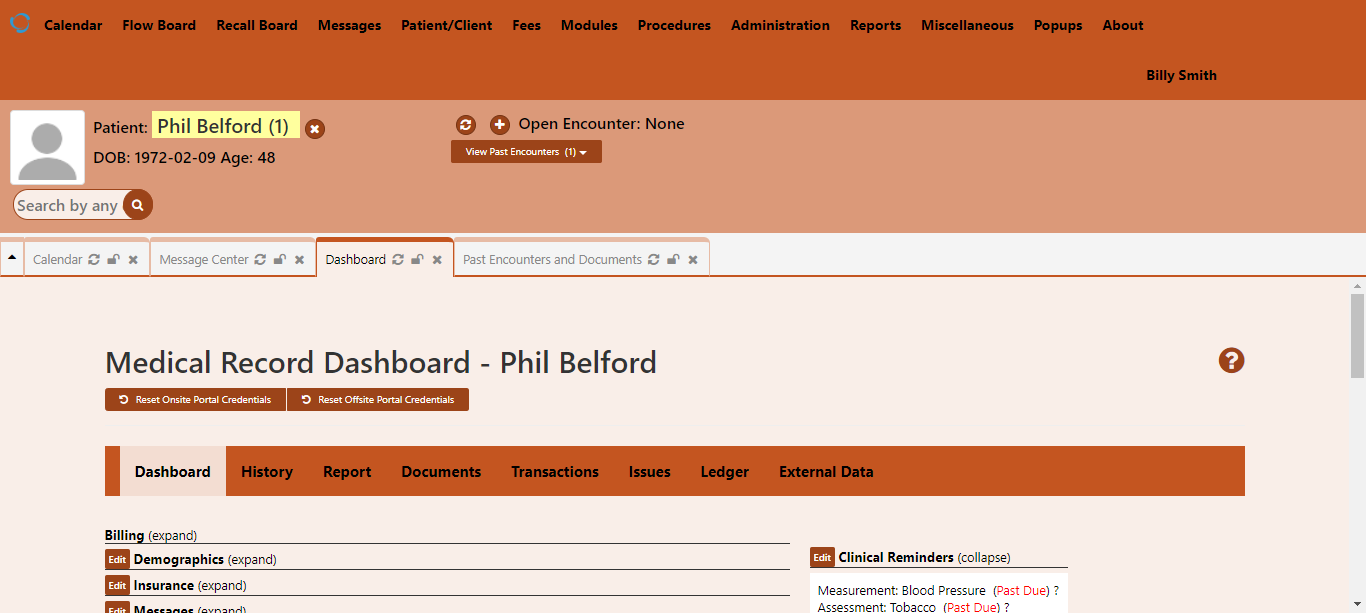 Calendar Flow Board Recall Board Messages Patient/Client Fees Modules Procedures Administration Reports Miscellaneous Popups About
Billy Smith
Patient: Phil Belford (1)
DOB: 1972-02-09 Age: 48
Open Encounter: None
View Past Encounters (1)
Search by any
Calendar Message Center Dashboard Past Encounters and Documents
Medical Record Dashboard - Phil Belford
?
Reset Onsite Portal Credentials Reset Offsite Portal Credentials
Dashboard History Report Documents Transactions Issues Ledger External Data
Billing (expand)
Edit Demographics (expand)
Edit Insurance (expand)
Edit Messages (expand)
Edit Clinical Reminders (collapse)
Measurement: Blood Pressure (Past Due) ?
Assessment: Tobacco (Past Due) ?